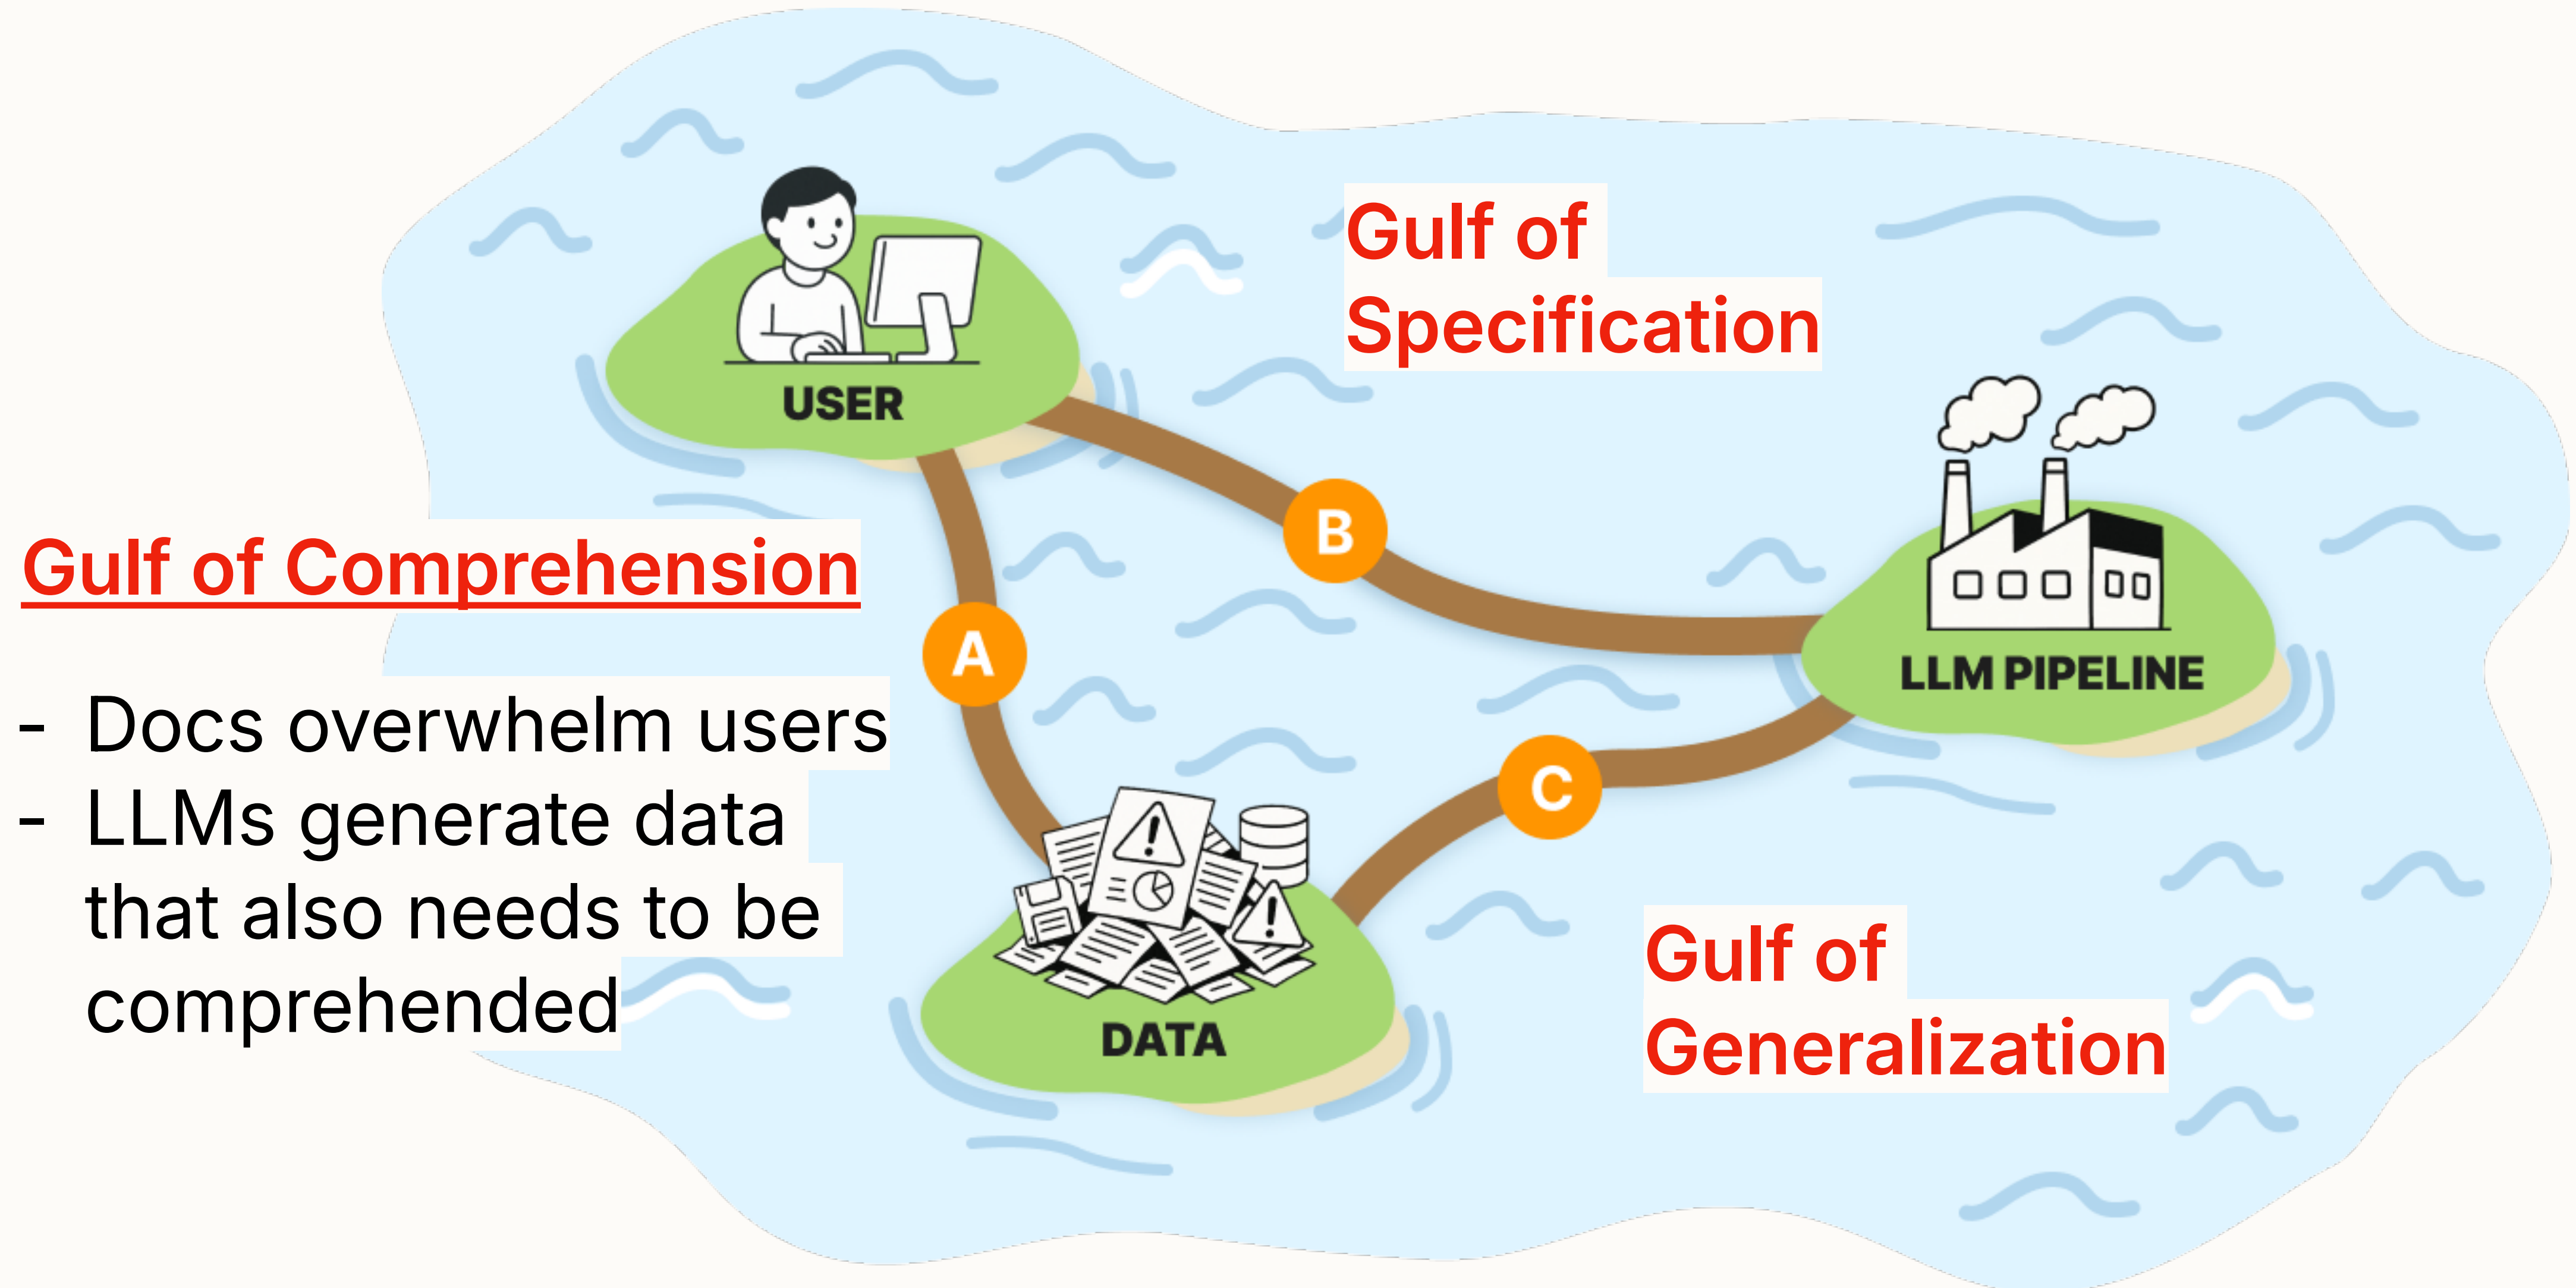 Gulf of
Specification
USER
B
Gulf of Comprehension
A
LLM PIPELINE
- Docs overwhelm users
- LLMs generate data
that also needs to be
comprehended
C
DATA
Gulf of
Generalization